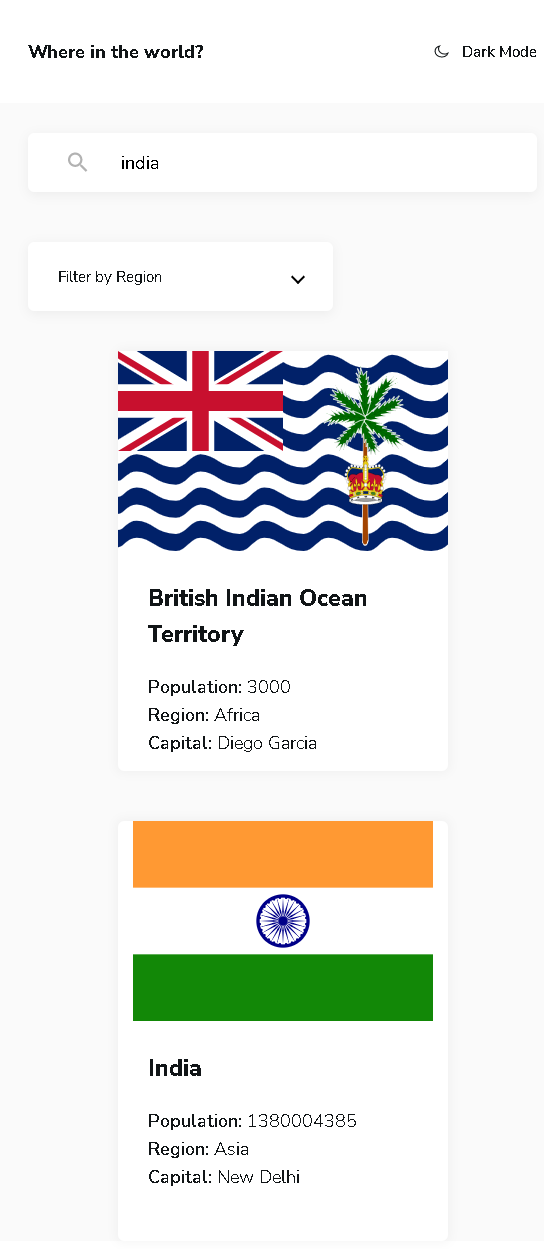 Where in the world?
Dark Mode
india
Filter by Region
British Indian Ocean
Territory
Population: 3000
Region: Africa
Capital: Diego Garcia
India
Population: 1380004385
Region: Asia
Capital: New Delhi